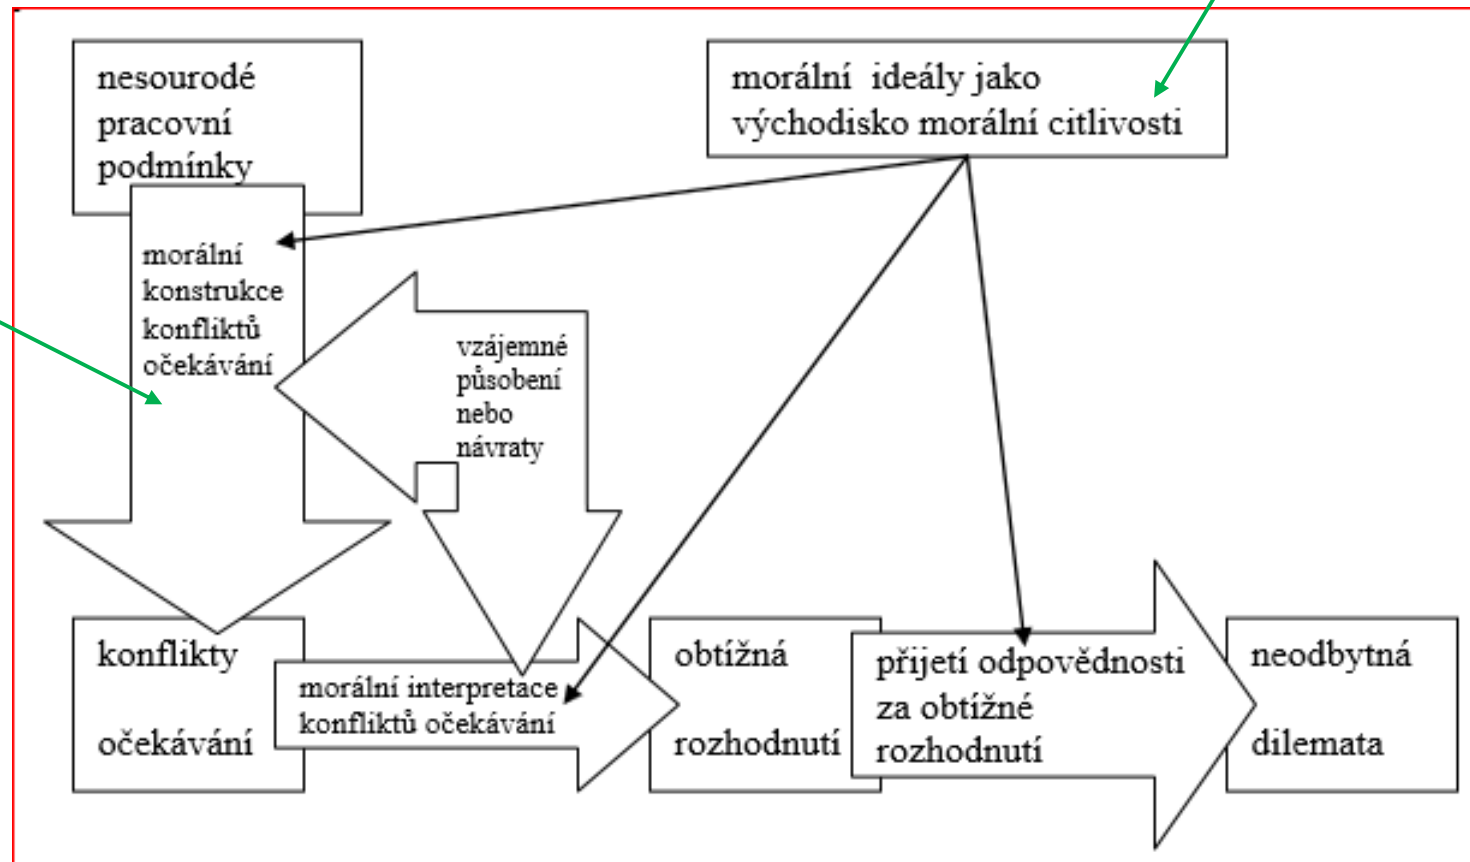 nesourodé
pracovní
podmínky
morální ideály jako
východisko morální citlivosti
morální
konstrukce
konfliktů
očekávání
vzájemné
působení
nebo
návraty
konflikty
očekávání
morální interpretace
konfliktů očekávání
obtížná
rozhodnutí
přijetí odpovědnosti
za obtížné
rozhodnutí
neodbytná
dilemata